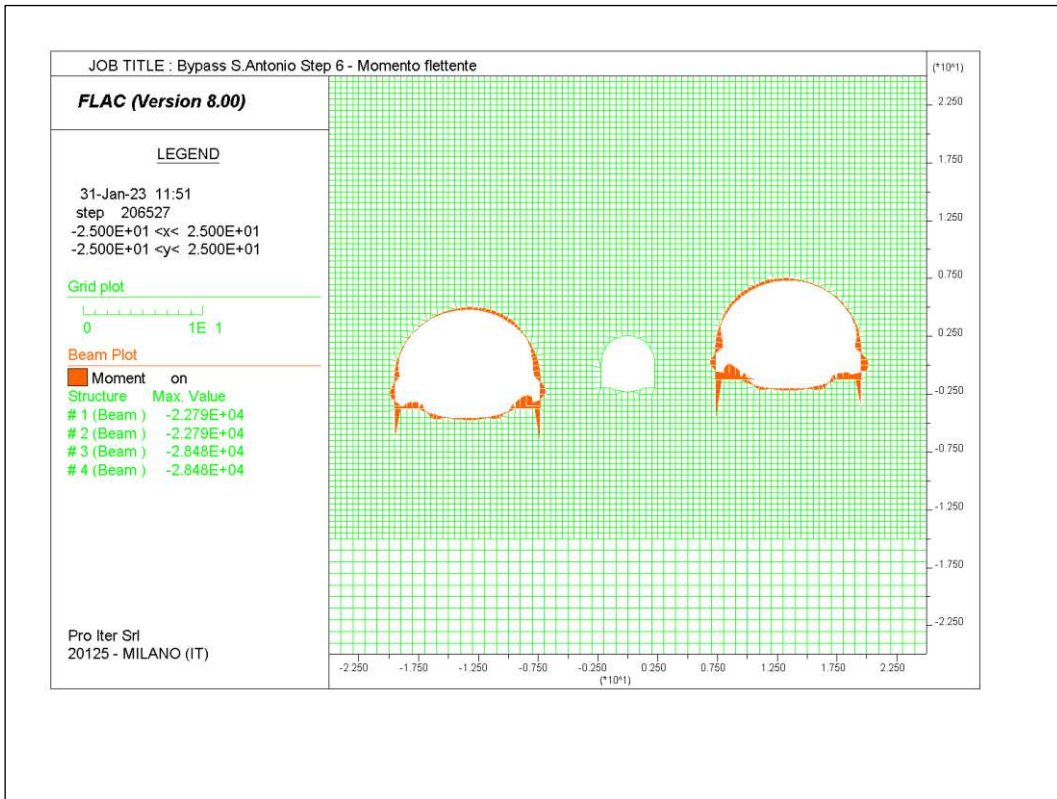 JOB TITLE : Bypass S.Antonio Step 6 - Momento flettente
FLAC (Version 8.00)
LEGEND
31-Jan-23 11:51
step 206527
-2.500E+01 <x< 2.500E+01
-2.500E+01 <y< 2.500E+01
Grid plot
0 1E 1
Beam Plot
Moment on
Structure Max. Value
# 1 (Beam ) -2.279E+04
# 2 (Beam ) -2.279E+04
# 3 (Beam ) -2.848E+04
# 4 (Beam ) -2.848E+04
Pro Iter Srl
20125 - MILANO (IT)
(*10^1)
2.250
1.750
1.250
0.750
0.250
-0.250
-0.750
-1.250
-1.750
-2.250
-2.250 -1.750 -1.250 -0.750 -0.250 0.250 0.750 1.250 1.750 2.250
(*10^1)